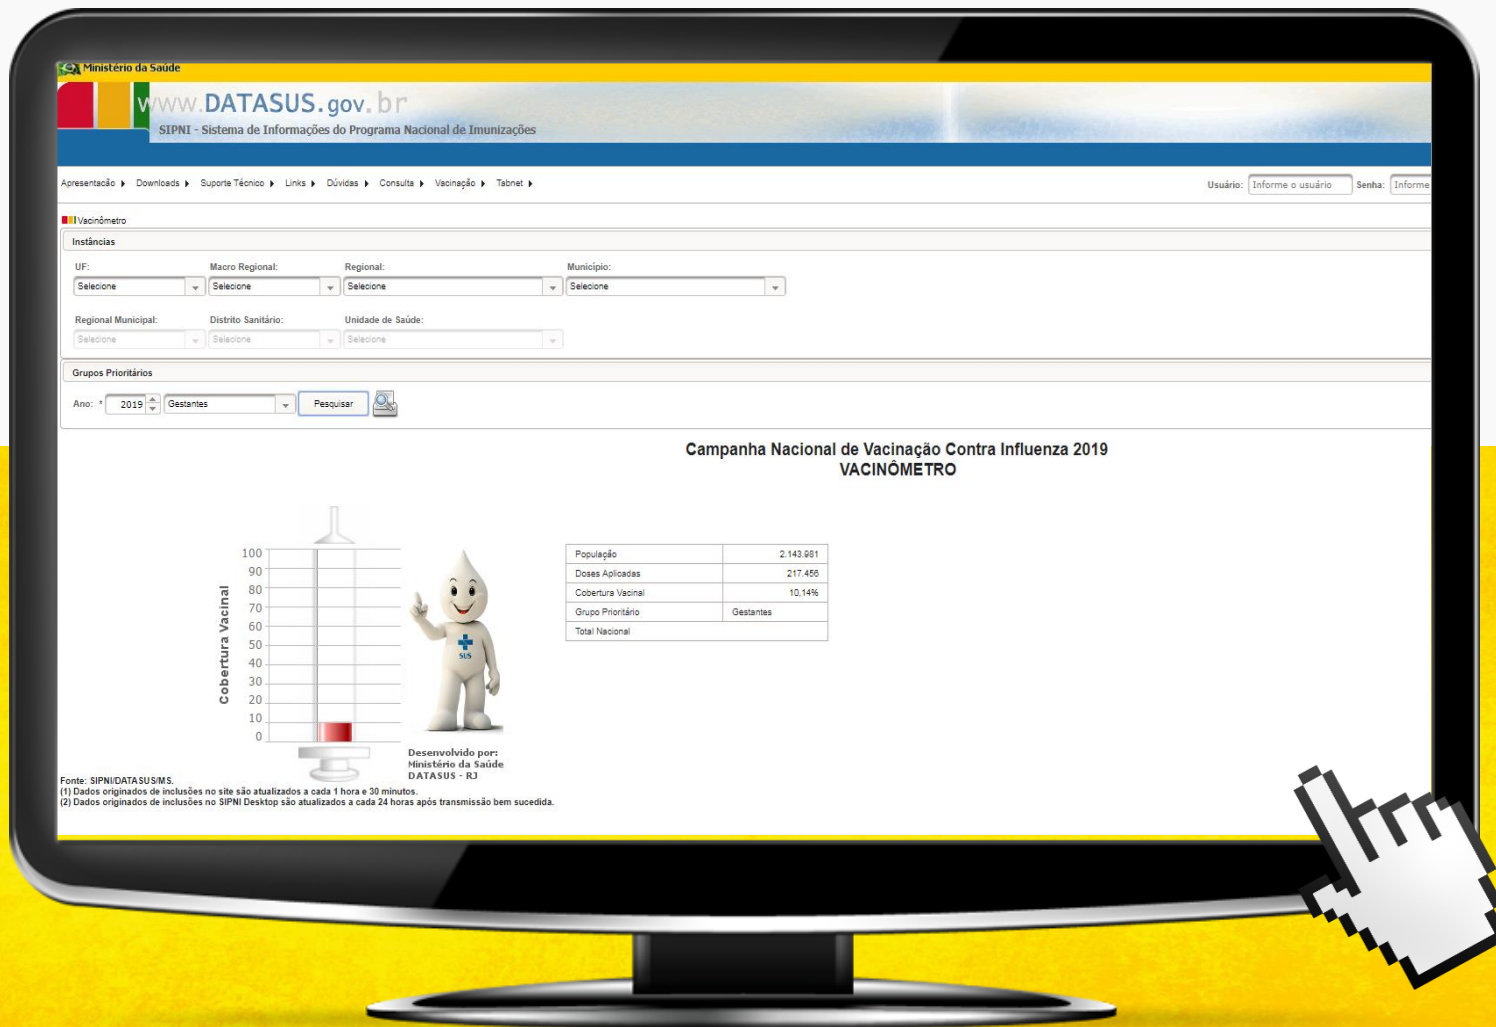 Ministério da Saúde
www.DATASUS.gov.br
SIPNI - Sistema de Informações do Programa Nacional de Imunizações
Apresentacão Downloads Suporte Técnico Links Dúvidas Consulta Vacinação Tabnet Usuário: Informe o usuário Senha: Informe
Vacinômetro
Instâncias
UF: Macro Regional: Regional: Município:
Selecione Selecione Selecione Selecione
Regional Municipal: Distrito Sanitário: Unidade de Saúde:
Selecione Selecione Selecione
Grupos Prioritários
Ano: * 2019 Gestantes Pesquisar
Campanha Nacional de Vacinação Contra Influenza 2019
VACINÔMETRO
Cobertura Vacinal
100
90
80
70
60
50
40
30
20
10
0
SUS
População 2.143.981
Doses Aplicadas 217.456
Cobertura Vacinal 10,14%
Grupo Prioritário Gestantes
Total Nacional
Desenvolvido por:
Ministério da Saúde
DATASUS - RJ
Fonte: SIPNI/DATASUS/MS.
(1) Dados originados de inclusões no site são atualizados a cada 1 hora e 30 minutos.
(2) Dados originados de inclusões no SIPNI Desktop são atualizados a cada 24 horas após transmissão bem sucedida.